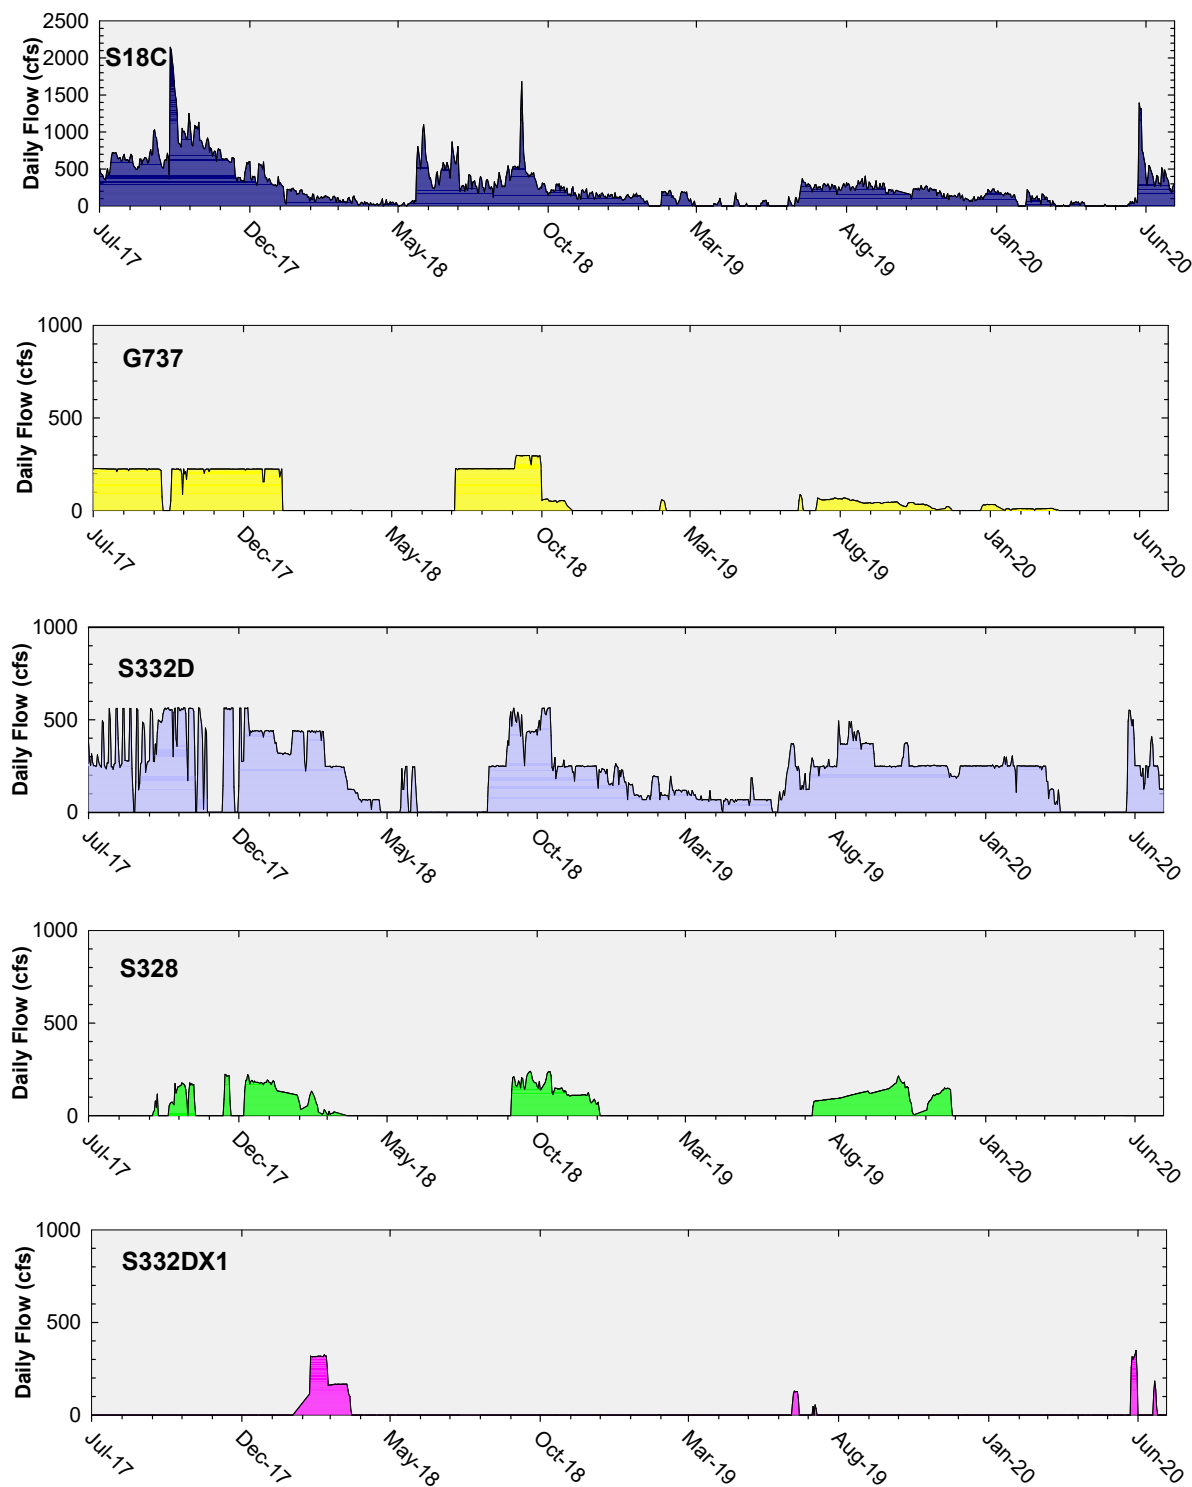 2500
2000
1500
1000
500
0
Daily Flow (cfs)
S18C
Jul-17 Dec-17 May-18 Oct-18 Mar-19 Aug-19 Jan-20 Jun-20
1000
500
0
Daily Flow (cfs)
G737
Jul-17 Dec-17 May-18 Oct-18 Mar-19 Aug-19 Jan-20 Jun-20
1000
500
0
Daily Flow (cfs)
S332D
Jul-17 Dec-17 May-18 Oct-18 Mar-19 Aug-19 Jan-20 Jun-20
1000
500
0
Daily Flow (cfs)
S328
Jul-17 Dec-17 May-18 Oct-18 Mar-19 Aug-19 Jan-20 Jun-20
1000
500
0
Daily Flow (cfs)
S332DX1
Jul-17 Dec-17 May-18 Oct-18 Mar-19 Aug-19 Jan-20 Jun-20